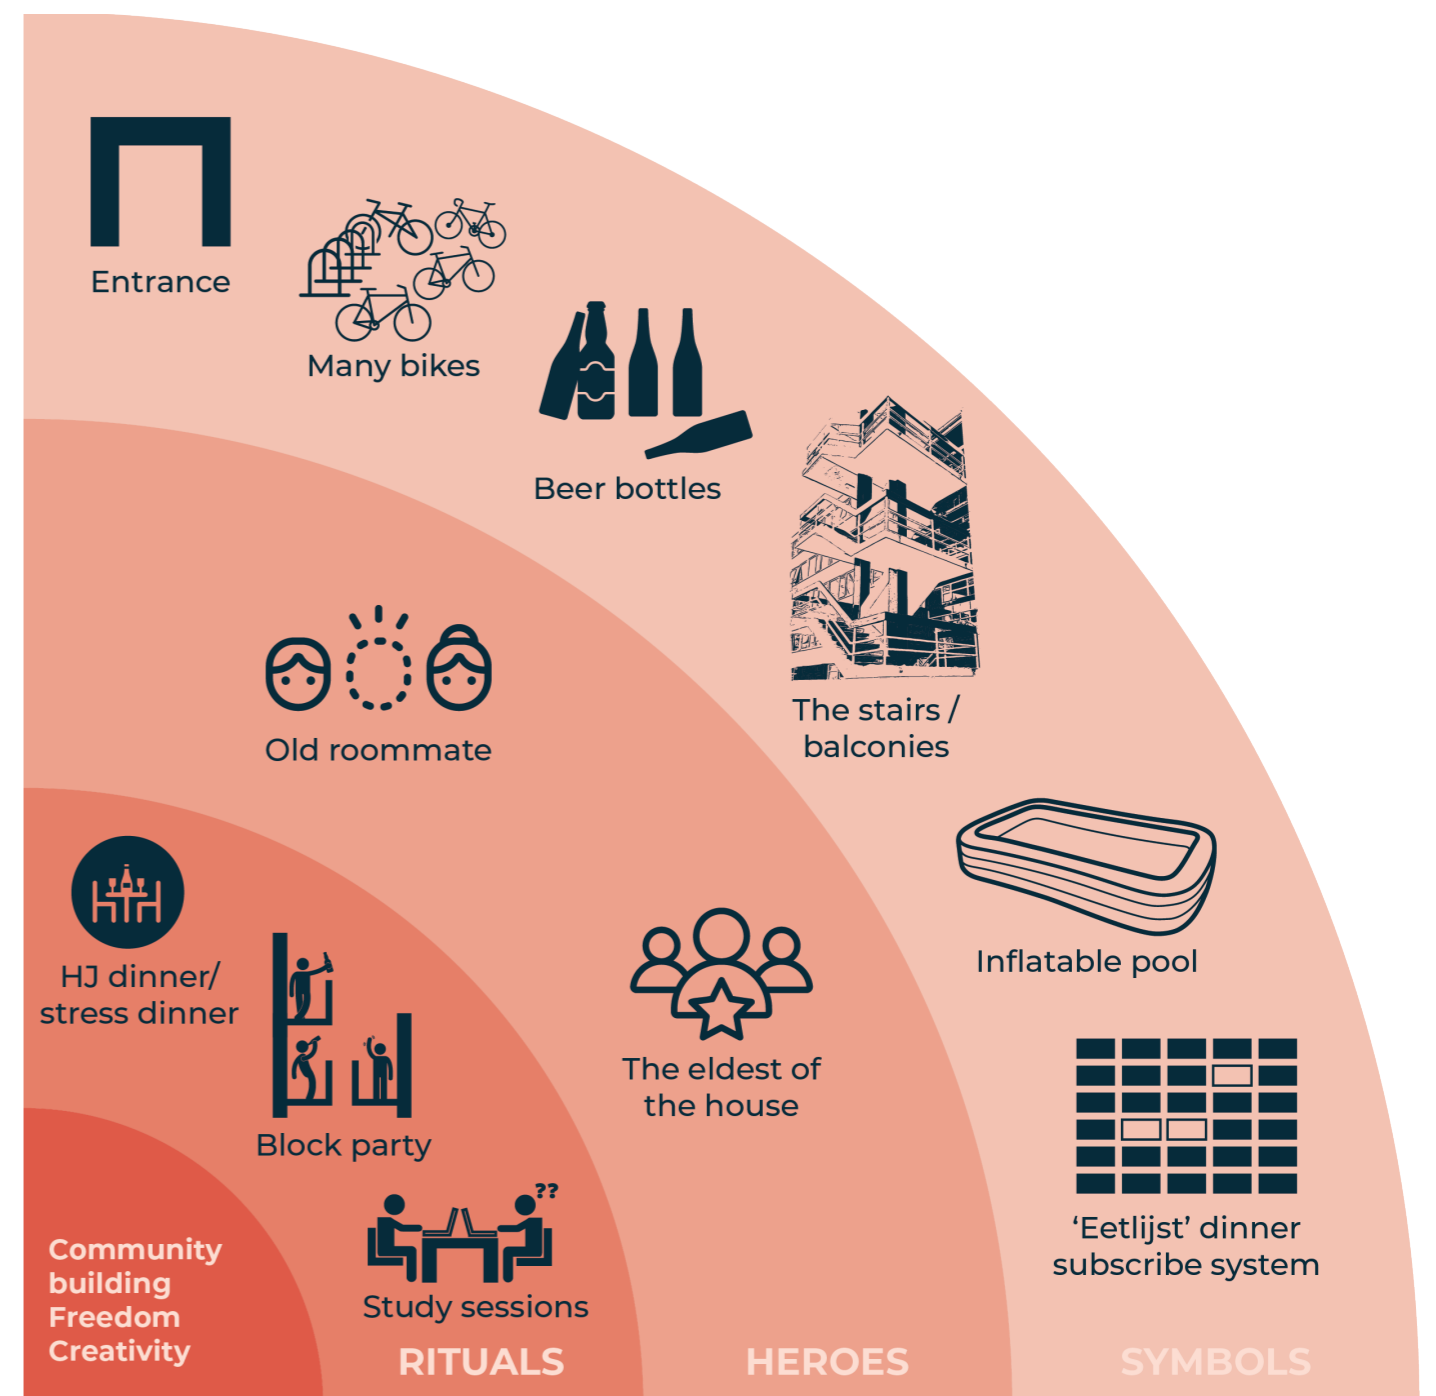 Entrance
Many bikes
Beer bottles
The stairs /
balconies
Old roommate
Inflatable pool
HJ dinner/
stress dinner
The eldest of
the house
Block party
??
Study sessions
‘Eetlijst’ dinner
subscribe system
Community
building
Freedom
Creativity
RITUALS
HEROES
SYMBOLS